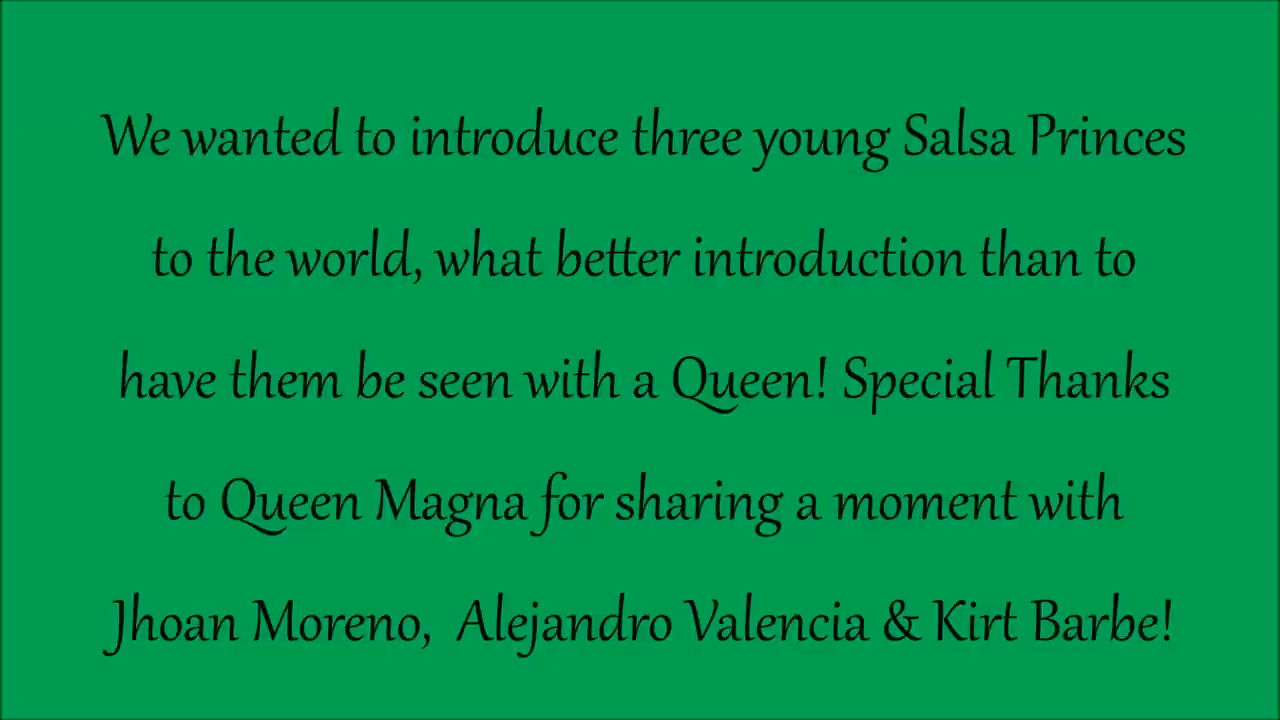 We wanted to introduce three young Salsa Princes
to the world, what better introduction than to
have them be seen with a Queen! Special Thanks
to Queen Magna for sharing a moment with
Jhoan Moreno,  Alejandro Valencia & Kirt Barbe!